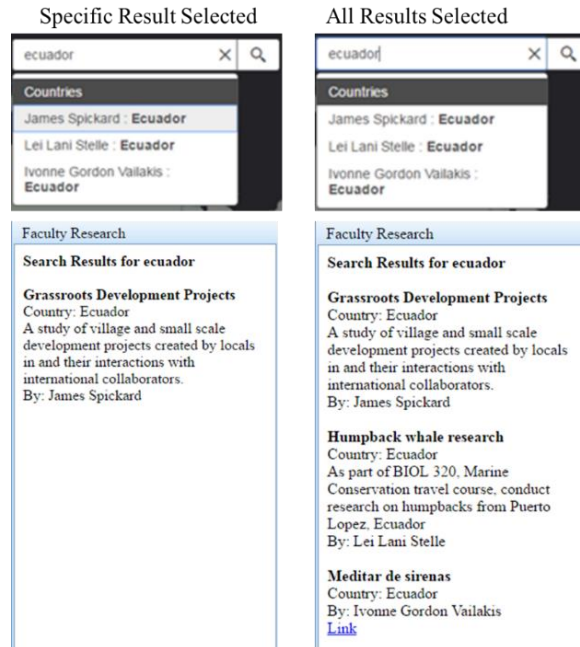 Specific Result Selected
ecuador
Countries
James Spickard : Ecuador
Lei Lani Stelle : Ecuador
Ivonne Gordon Vailakis :
Ecuador
Faculty Research
Search Results for ecuador
Grassroots Development Projects
Country: Ecuador
A study of village and small scale
development projects created by locals
in and their interactions with
international collaborators.
By: James Spickard
All Results Selected
ecuador
Countries
James Spickard : Ecuador
Lei Lani Stelle : Ecuador
Ivonne Gordon Vailakis :
Ecuador
Faculty Research
Search Results for ecuador
Grassroots Development Projects
Country: Ecuador
A study of village and small scale
development projects created by locals
in and their interactions with
international collaborators.
By: James Spickard
Humpback whale research
Country: Ecuador
As part of BIOL 320, Marine
Conservation travel course, conduct
research on humpbacks from Puerto
Lopez, Ecuador
By: Lei Lani Stelle
Meditar de sirenas
Country: Ecuador
By: Ivonne Gordon Vailakis
Link